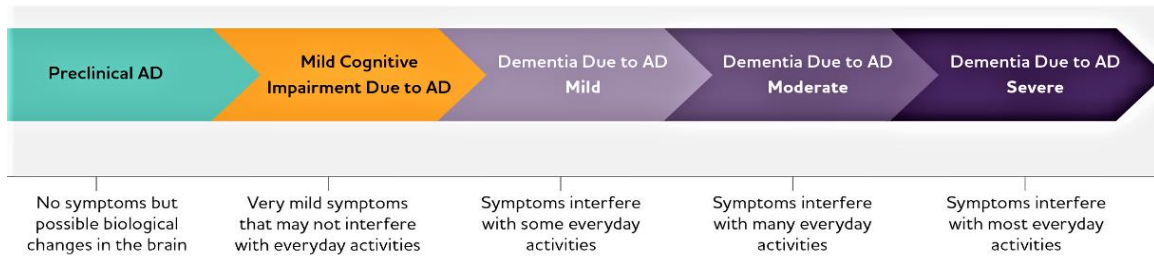 Preclinical AD
Mild Cognitive
Impairment Due to AD
Dementia Due to AD
Mild
Dementia Due to AD
Moderate
Dementia Due to AD
Severe
No symptoms but
possible biological
changes in the brain
Very mild symptoms
that may not interfere
with everyday activities
Symptoms interfere
with some everyday
activities
Symptoms interfere
with many everyday
activities
Symptoms interfere
with most everyday
activities